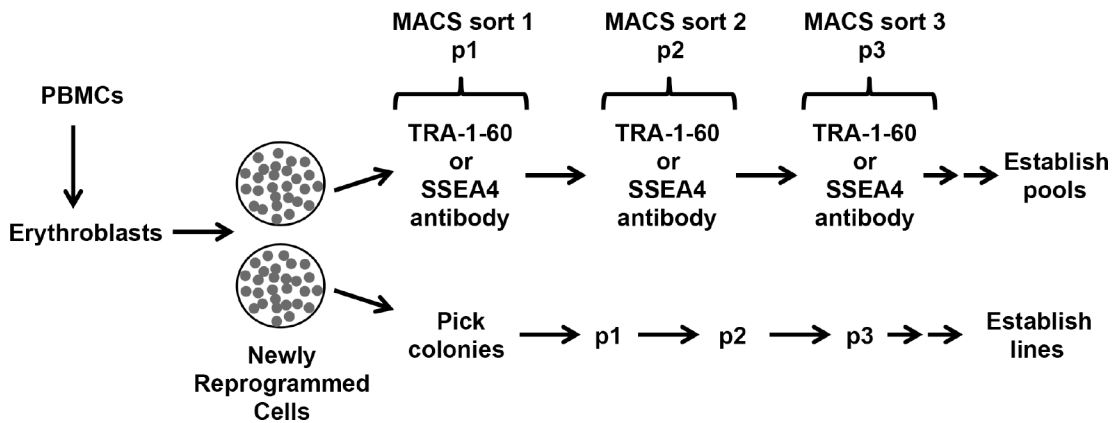 MACS sort 1
p1
MACS sort 2
p2
MACS sort 3
p3
PBMCs
Erythroblasts
TRA-1-60
or
SSEA4
antibody
TRA-1-60
or
SSEA4
antibody
TRA-1-60
or
SSEA4
antibody
Establish
pools
Newly
Reprogrammed
Cells
Pick
colonies
p1
p2
p3
Establish
lines